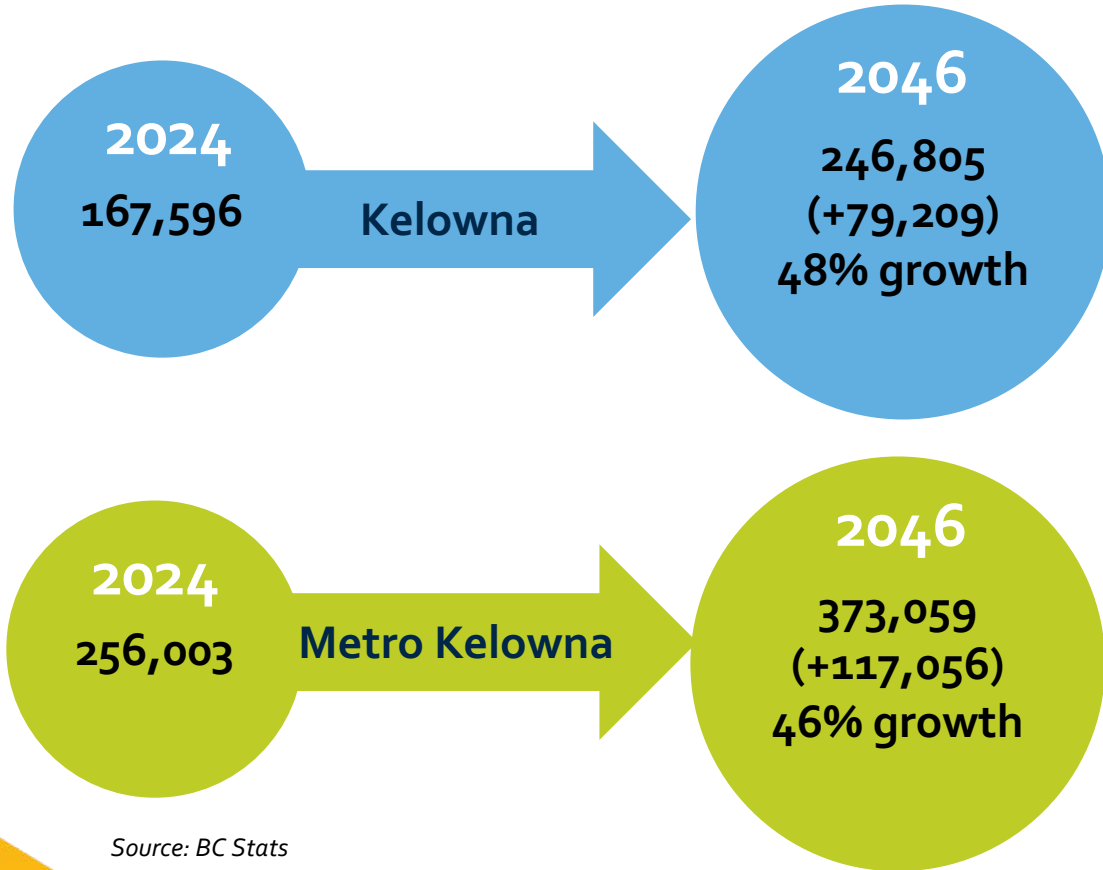 2024
167,596
Kelowna
2046
246,805
(+79,209)
48% growth
2024
256,003
Metro Kelowna
2046
373,059
(+117,056)
46% growth
Source: BC Stats